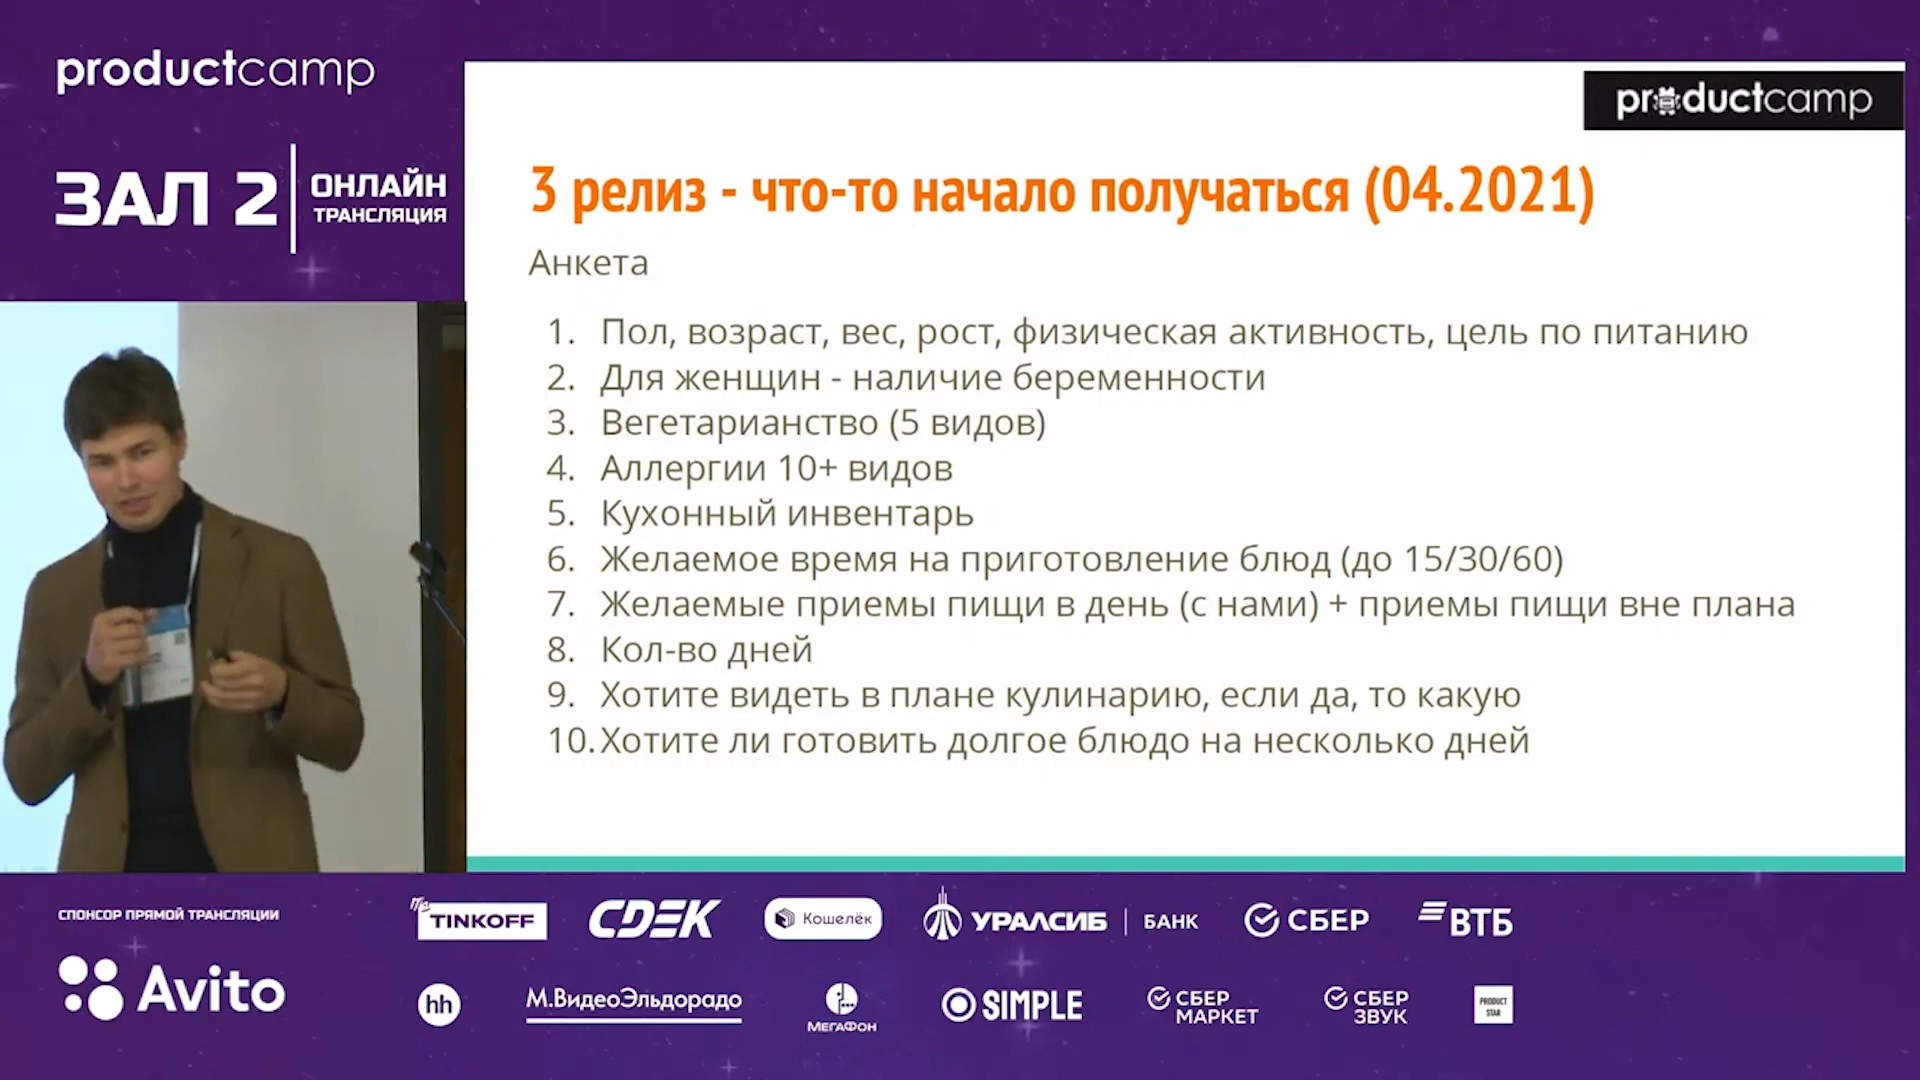 productcamp
ЗАЛ 2
ОНЛАЙН
ТРАНСЛЯЦИЯ
productcamp
3 релиз - что-то начало получаться (04.2021)
Анкета
1. Пол, возраст, вес, рост, физическая активность, цель по питанию
2. Для женщин - наличие беременности
3. Вегетарианство (5 видов)
4. Аллергии 10+ видов
5. Кухонный инвентарь
6. Желаемое время на приготовление блюд (до 15/30/60)
7. Желаемые приемы пищи в день (с нами) + приемы пищи вне плана
8. Кол-во дней
9. Хотите видеть в плане кулинарию, если да, то какую
10. Хотите ли готовить долгое блюдо на несколько дней
СПОНСОР ПРЯМОЙ ТРАНСЛЯЦИИ
Avito
TINKOFF
CDEK
Кошелёк
УРАЛСИБ | БАНК
СБЕР
ВТБ
hh
М.ВидеоЭльдорадо
МЕГАФОН
SIMPLE
СБЕР
МАРКЕТ
СБЕР
ЗВУК
PRODUCT
STAR